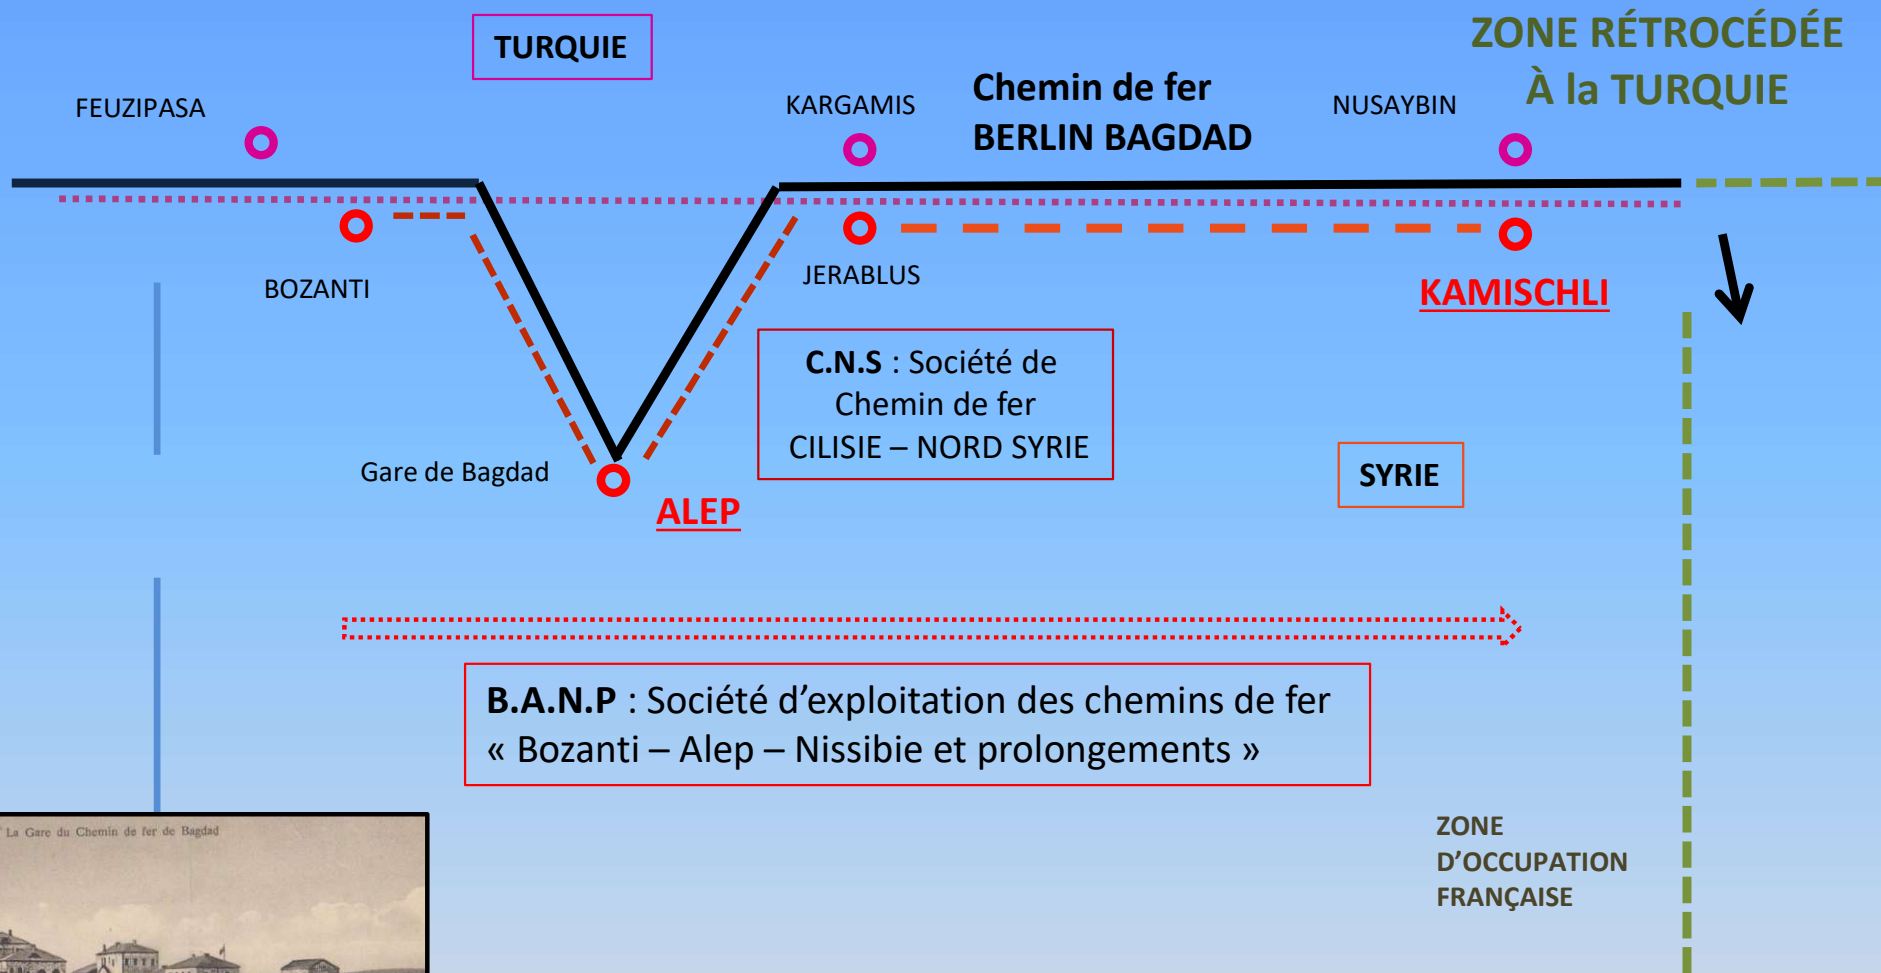 ZONE RÉTROCÉDÉE
À la TURQUIE
TURQUIE
FEUZIPASA
KARGAMIS
Chemin de fer
BERLIN BAGDAD
NUSAYBIN
BOZANTI
JERABLUS
KAMISCHLI
C.N.S : Société de
Chemin de fer
CILISIE – NORD SYRIE
Gare de Bagdad
ALEP
SYRIE
B.A.N.P : Société d’exploitation des chemins de fer
« Bozanti – Alep – Nissibie et prolongements »
ZONE
D’OCCUPATION
FRANÇAISE
La Gare du Chemin de fer de Bagdad